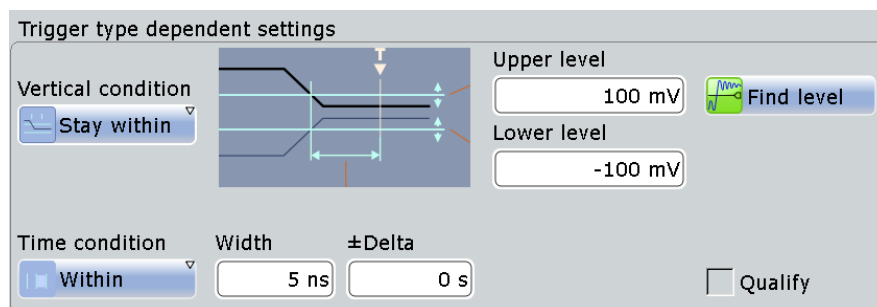 Trigger type dependent settings
T
Vertical condition
Stay within
Upper level
100 mV
Find level
Lower level
-100 mV
Time condition
Width
±Delta
Within
5 ns
0 s
Qualify